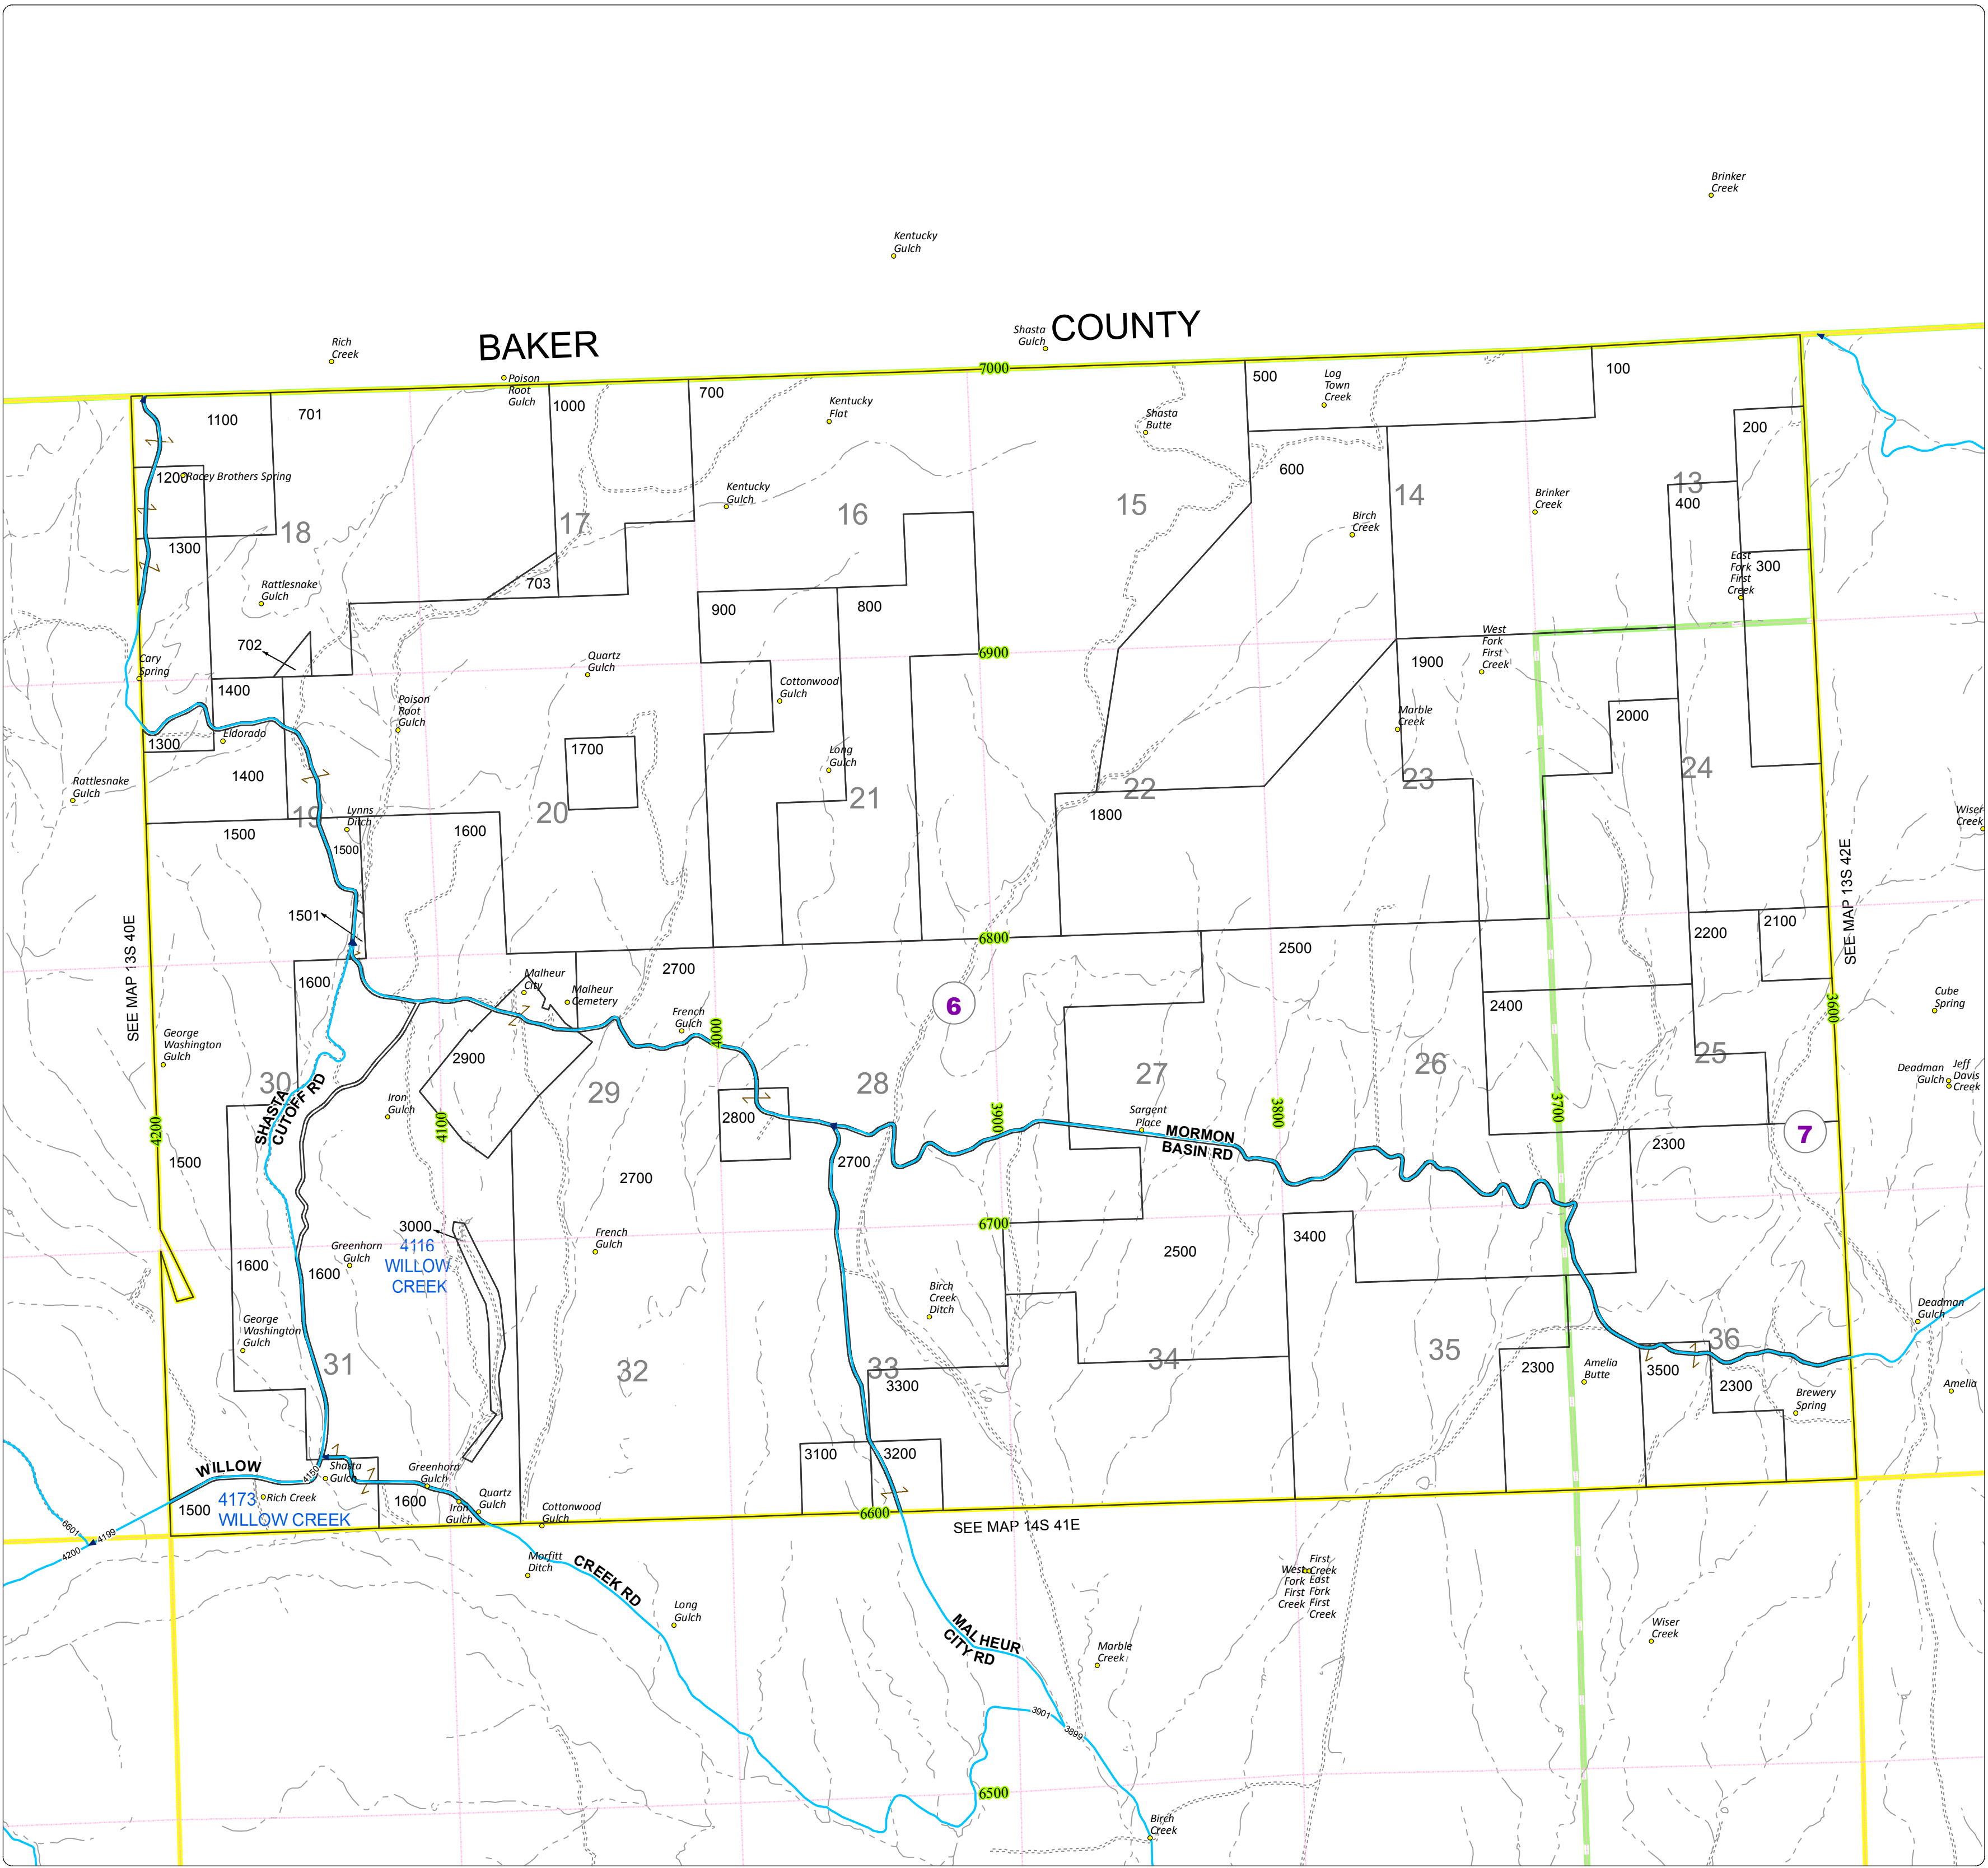 Brinker
Creek
Kentucky
Gulch
BAKER
COUNTY
Shasta
Gulch
Rich
Creek
Poison
Root
Gulch
7000
1100
701
1000
700
Kentucky
Flat
500
Log
Town
Creek
100
Shasta
Butte
200
1200
Racey Brothers Spring
600
Kentucky
Gulch
16
15
14
13
400
Brinker
Creek
Birch
Creek
18
17
1300
703
East
Fork
First
Creek
300
Rattlesnake
Gulch
900
800
702
Cary
Spring
Quartz
Gulch
6900
West
Fork
First
Creek
1900
1400
Cottonwood
Gulch
Poison
Root
Gulch
Marble
Creek
2000
1300
Eldorado
1700
Long
Gulch
1400
Rattlesnake
Gulch
22
23
24
21
20
19
Lynns
Ditch
1500
1600
1800
1500
Wiser
Creek
SEE MAP 13S 40E
SEE MAP 13S 42E
1501
6800
2500
2200
2100
2700
1600
Malheur
City
Malheur
Cemetery
6
2400
3600
Cube
Spring
French
Gulch
4000
George
Washington
Gulch
2900
25
26
27
28
29
30
SHASTA
CUTOFF RD
Iron
Gulch
Deadman
Gulch
Jeff
Davis
Creek
4200
4100
2800
3900
3800
3700
Sargent
Place
MORMON
BASIN RD
7
2300
1500
2700
2700
3000
4116
WILLOW
CREEK
6700
3400
2500
Greenhorn
Gulch
French
Gulch
1600
1600
Birch
Creek
Ditch
Deadman
Gulch
George
Washington
Gulch
31
32
33
34
35
36
3300
2300
Amelia
Butte
3500
2300
Brewery
Spring
Amelia
3100
3200
WILLOW
4150
Shasta
Gulch
Greenhorn
Gulch
Rich Creek
1500
4173
WILLOW CREEK
1600
Iron
Gulch
Quartz
Gulch
Cottonwood
Gulch
6600
SEE MAP 14S 41E
6601
4199
4200
Morfitt
Ditch
CREEK RD
First
Creek
West
Fork
First
Creek
East
Fork
First
Creek
Long
Gulch
MALHEUR
CITY RD
Marble
Creek
Wiser
Creek
3901
3899
6500
Birch
Creek